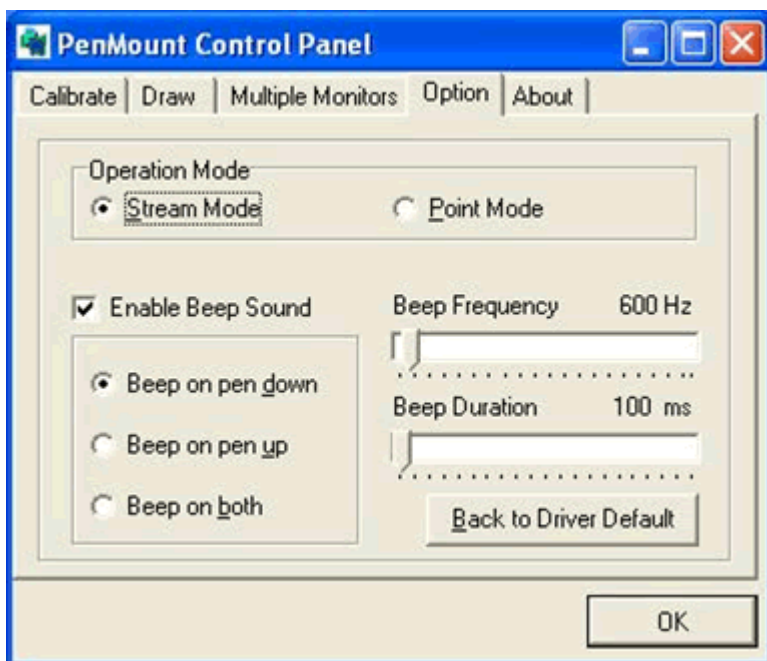 PenMount Control Panel
Calibrate Draw Multiple Monitors Option About
Operation Mode
Stream Mode Point Mode
Enable Beep Sound
Beep Frequency 600 Hz
Beep on pen down
Beep on pen up
Beep on both
Beep Duration 100 ms
Back to Driver Default
OK